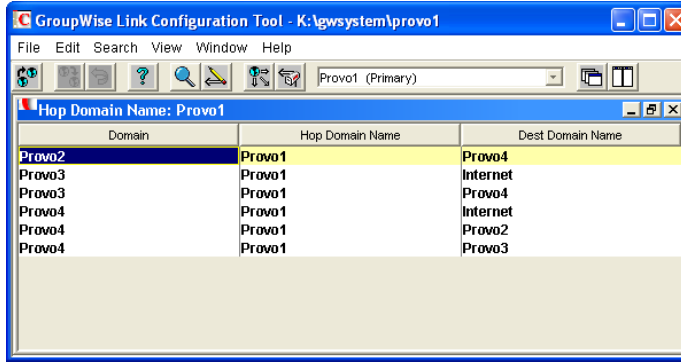 GroupWise Link Configuration Tool - K:\gwsystem\provo1
File Edit Search View Window Help
Provo1 (Primary)
Hop Domain Name: Provo1
Domain Hop Domain Name Dest Domain Name
Provo2 Provo1 Provo4
Provo3 Provo1 Internet
Provo3 Provo1 Provo4
Provo4 Provo1 Internet
Provo4 Provo1 Provo2
Provo4 Provo1 Provo3